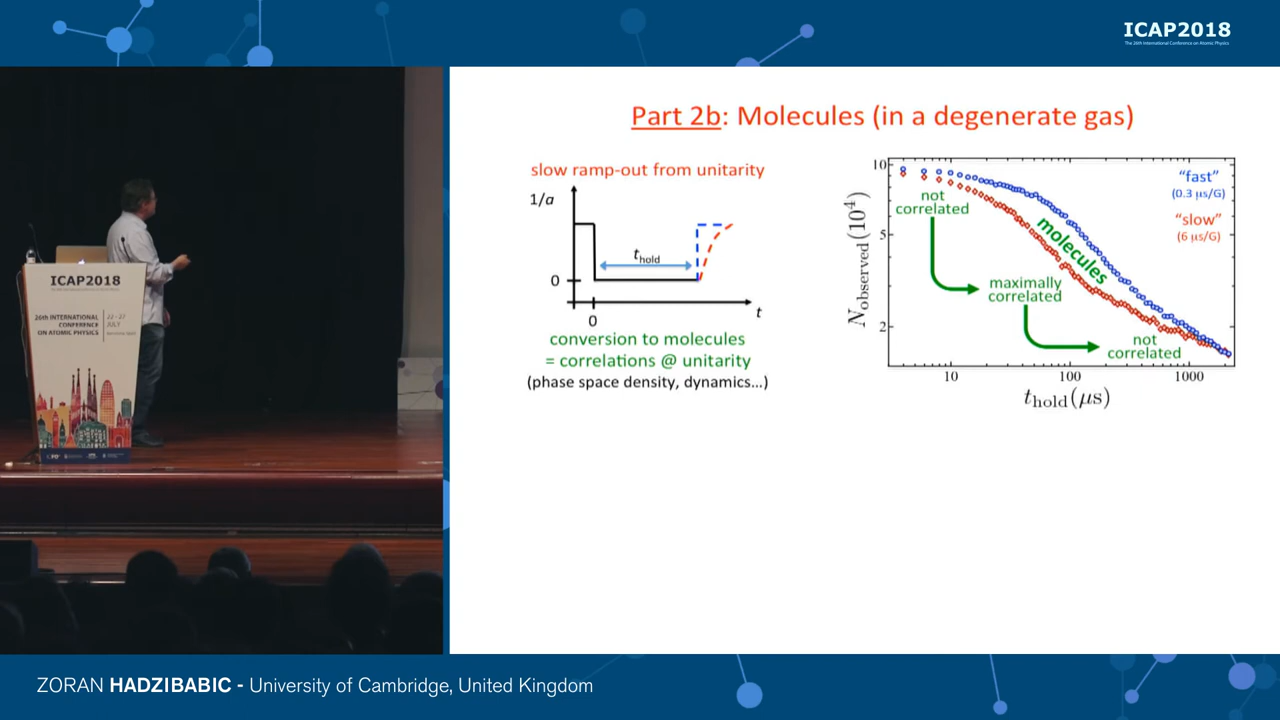 ICAP2018
The 26th International Conference on Atomic Physics
Part 2b: Molecules (in a degenerate gas)
slow ramp-out from unitarity
1/a
t_hold
0
0
t
conversion to molecules
= correlations @ unitarity
(phase space density, dynamics...)
N_observed (10^4)
10
5
2
10
100
1000
t_hold (μs)
"fast"
(0.3 μs/G)
"slow"
(6 μs/G)
not
correlated
molecules
maximally
correlated
not
correlated
ICAP2018
26th INTERNATIONAL
CONFERENCE
ON ATOMIC PHYSICS
22 - 27
JULY
ZORAN HADZIBABIC - University of Cambridge, United Kingdom